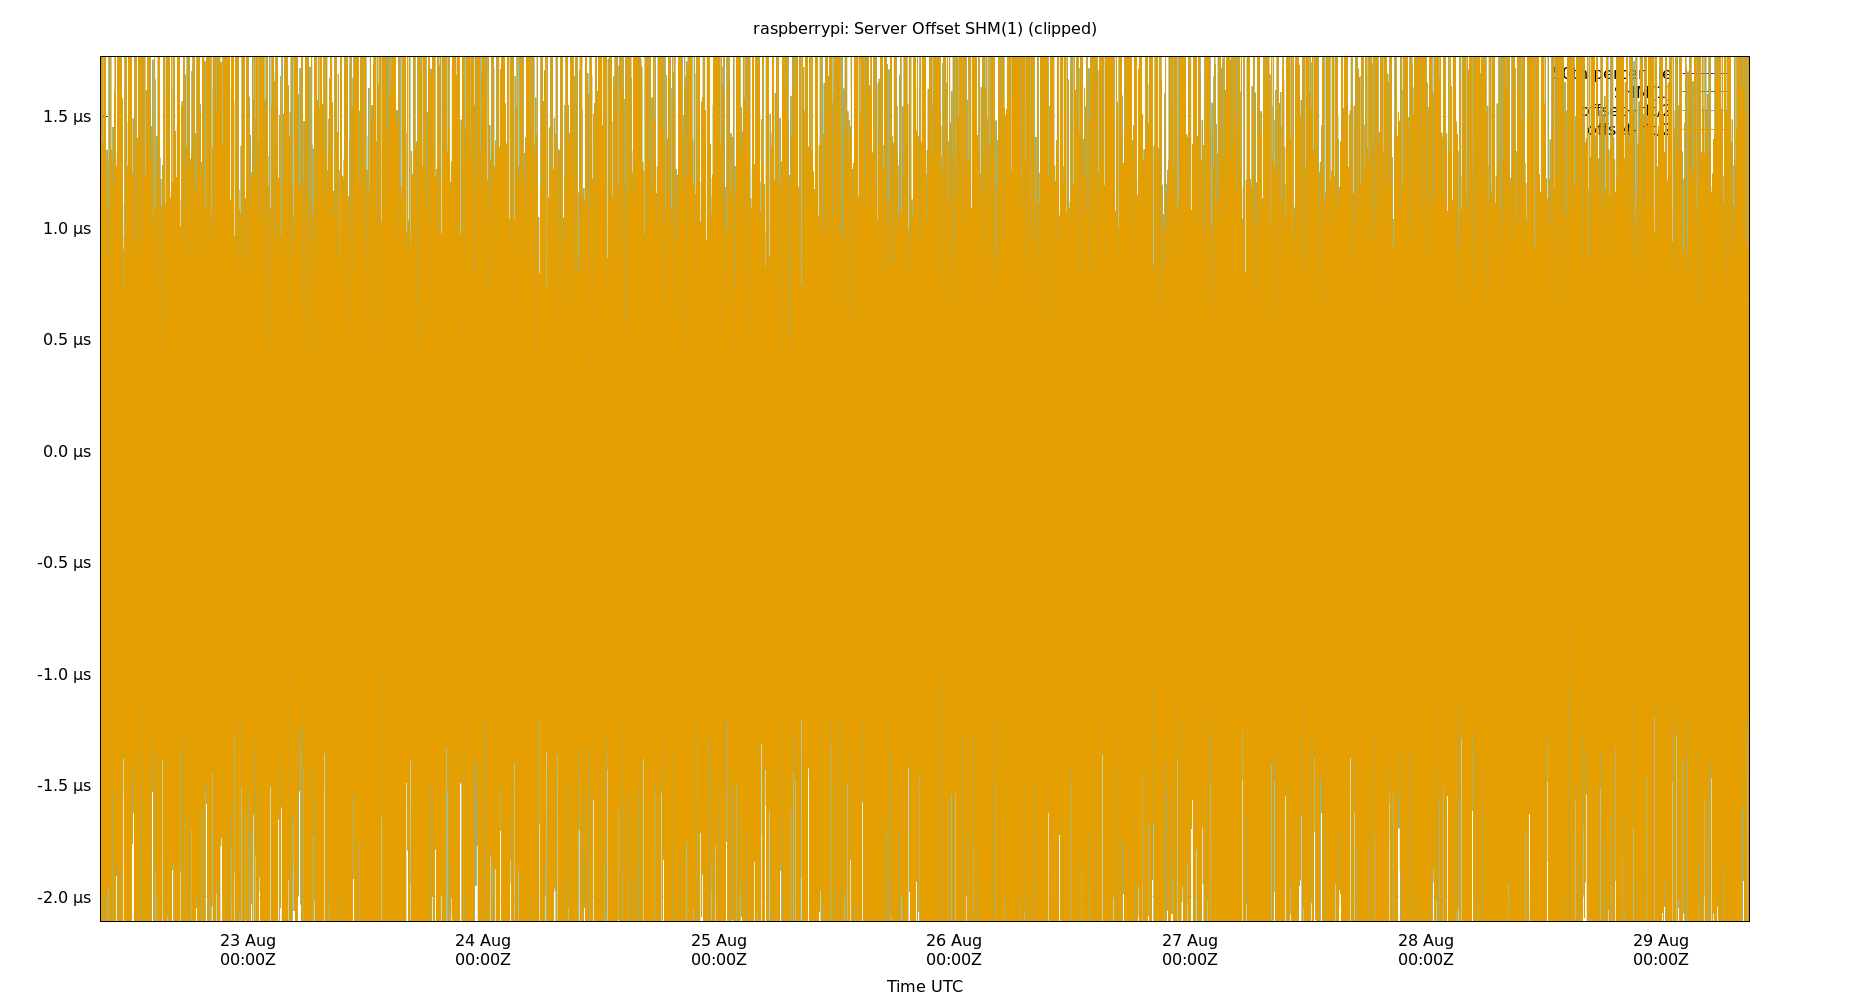 raspberrypi: Server Offset SHM(1) (clipped)
1.5 µs
1.0 µs
0.5 µs
0.0 µs
-0.5 µs
-1.0 µs
-1.5 µs
-2.0 µs
23 Aug 24 Aug 25 Aug 26 Aug 27 Aug 28 Aug 29 Aug
00:00Z 00:00Z 00:00Z 00:00Z 00:00Z 00:00Z 00:00Z
Time UTC